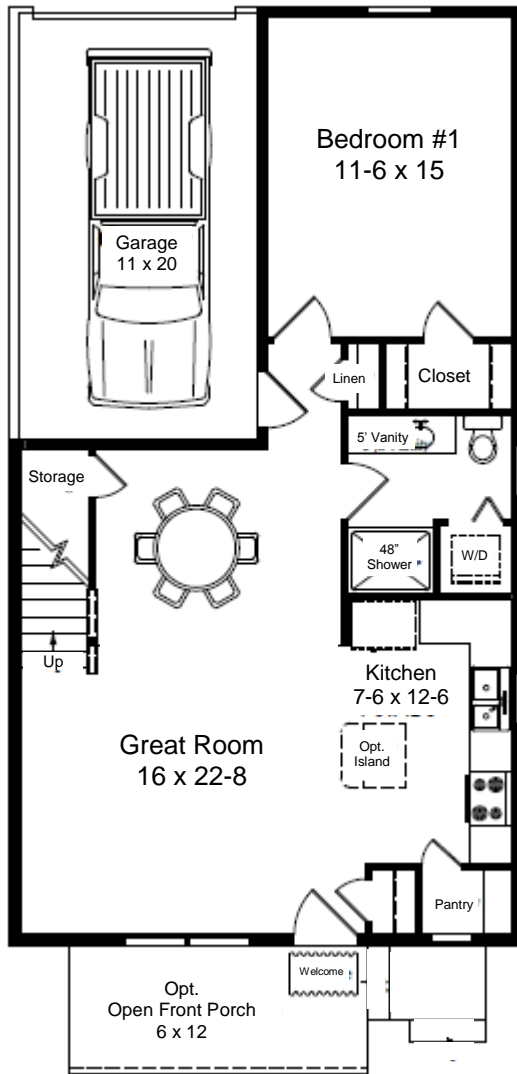 Bedroom #1
11-6 x 15
Garage
11 x 20
Linen
Closet
5' Vanity
Storage
48"
Shower
W/D
Up
Kitchen
7-6 x 12-6
Great Room
16 x 22-8
Opt.
Island
Pantry
Welcome
Opt.
Open Front Porch
6 x 12